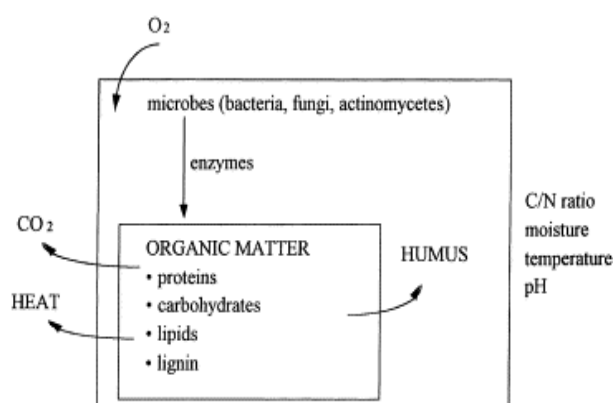 O₂
microbes (bacteria, fungi, actinomycetes)
enzymes
C/N ratio
moisture
temperature
pH
CO₂
HEAT
ORGANIC MATTER
• proteins
• carbohydrates
• lipids
• lignin
HUMUS